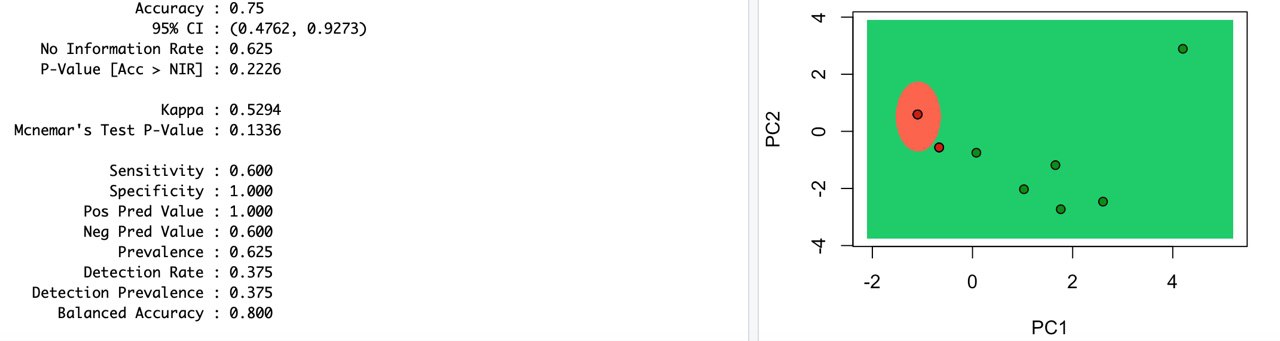 Accuracy : 0.75
95% CI : (0.4762, 0.9273)
No Information Rate : 0.625
P-Value [Acc > NIR] : 0.2226
Kappa : 0.5294
Mcnemar's Test P-Value : 0.1336
Sensitivity : 0.600
Specificity : 1.000
Pos Pred Value : 1.000
Neg Pred Value : 0.600
Prevalence : 0.625
Detection Rate : 0.375
Detection Prevalence : 0.375
Balanced Accuracy : 0.800
4
2
0
-2
-4
PC2
-2 0 2 4
PC1